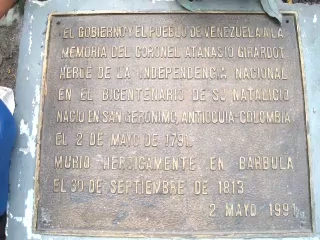 EL GOBIERNO Y EL PUEBLO DE VENEZUELA A LA
MEMORIA DEL CORONEL ATANASIO GIRARDOT
HEROE DE LA INDEPENDENCIA NACIONAL
EN EL BICENTENARIO DE SU NATALICIO
NACIO EN SAN GERONIMO, ANTIOQUIA-COLOMBIA
EL 2 DE MAYO DE 1791.
MURIO HEROICAMENTE EN BARBULA
EL 30 DE SEPTIEMBRE DE 1813
2 MAYO 1991